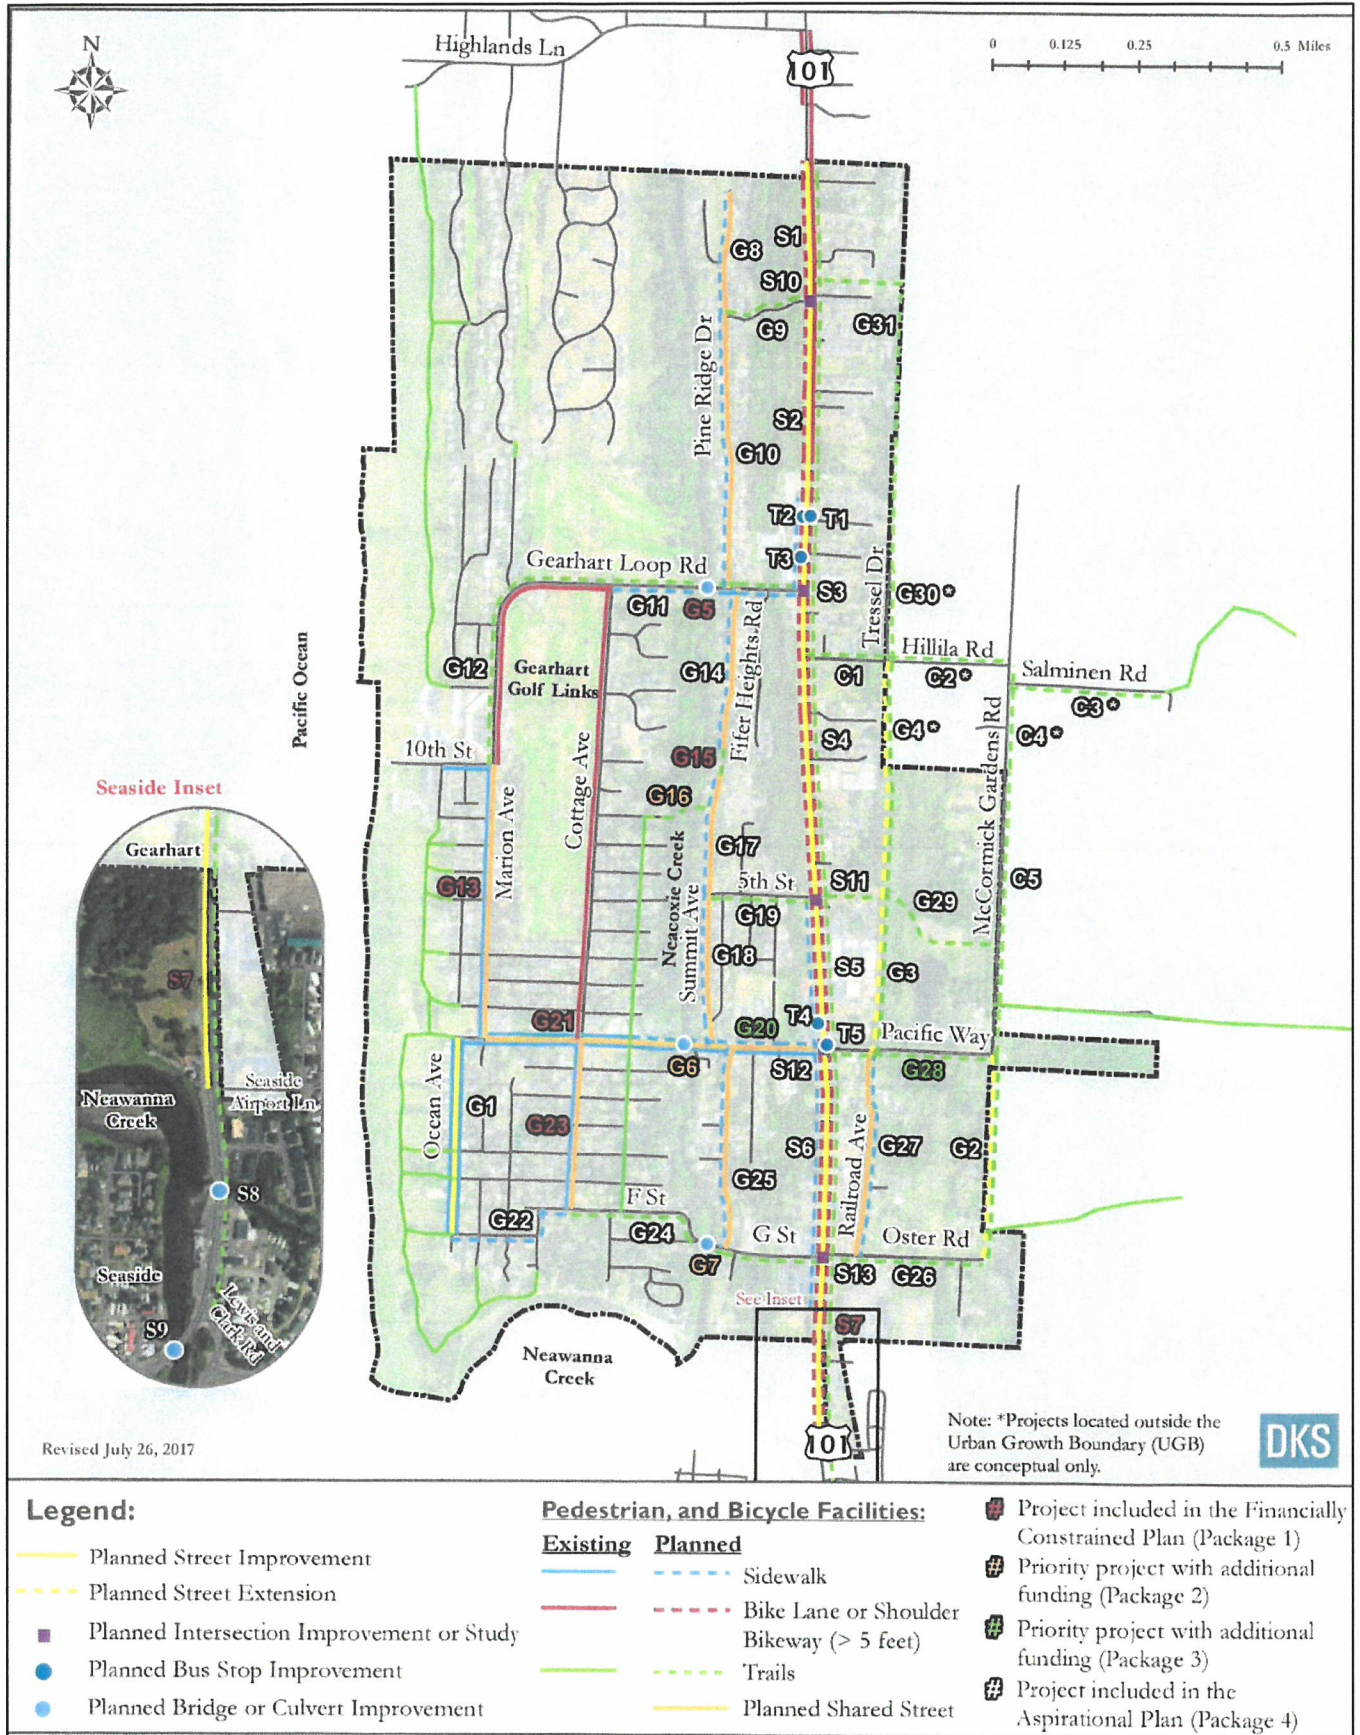 N
Highlands Ln
101
0 0.125 0.25 0.5 Miles
S1
G8
S10
G9
G31
Pine Ridge Dr
S2
G10
T2 T1
T3
Gearhart Loop Rd
G11 G5
S3
Tressel Dr
G30 *
Fifer Heights Rd
Hillila Rd
Salminen Rd
G12
Gearhart
Golf Links
G14
C1
C2 *
C3 *
Pacific Ocean
G4 *
C4 *
S4
10th St
G15
G16
McCormick Gardens Rd
Cottage Ave
Marion Ave
Neacoxie Creek
G17
G13
5th St
S11
C5
G29
G19
Summit Ave
G18
S5
G3
G21
G20
T4
T5
Pacific Way
G6
S12
G28
Ocean Ave
G1
G23
S6
Railroad Ave
G27
G2
G25
F St
G22
G24
G St
Oster Rd
G7
S13
G26
See Inset
S7
Neawanna
Creek
101
Seaside Inset
Gearhart
S7
Neawanna
Creek
Seaside
Airport Ln
S8
Seaside
S9
Lewis and
Clark Rd
Revised July 26, 2017
Note: *Projects located outside the
Urban Growth Boundary (UGB)
are conceptual only.
DKS
Legend:
Planned Street Improvement
Planned Street Extension
Planned Intersection Improvement or Study
Planned Bus Stop Improvement
Planned Bridge or Culvert Improvement
Pedestrian, and Bicycle Facilities:
Existing Planned
Sidewalk
Bike Lane or Shoulder
Bikeway (> 5 feet)
Trails
Planned Shared Street
# Project included in the Financially
Constrained Plan (Package 1)
# Priority project with additional
funding (Package 2)
# Priority project with additional
funding (Package 3)
# Project included in the
Aspirational Plan (Package 4)